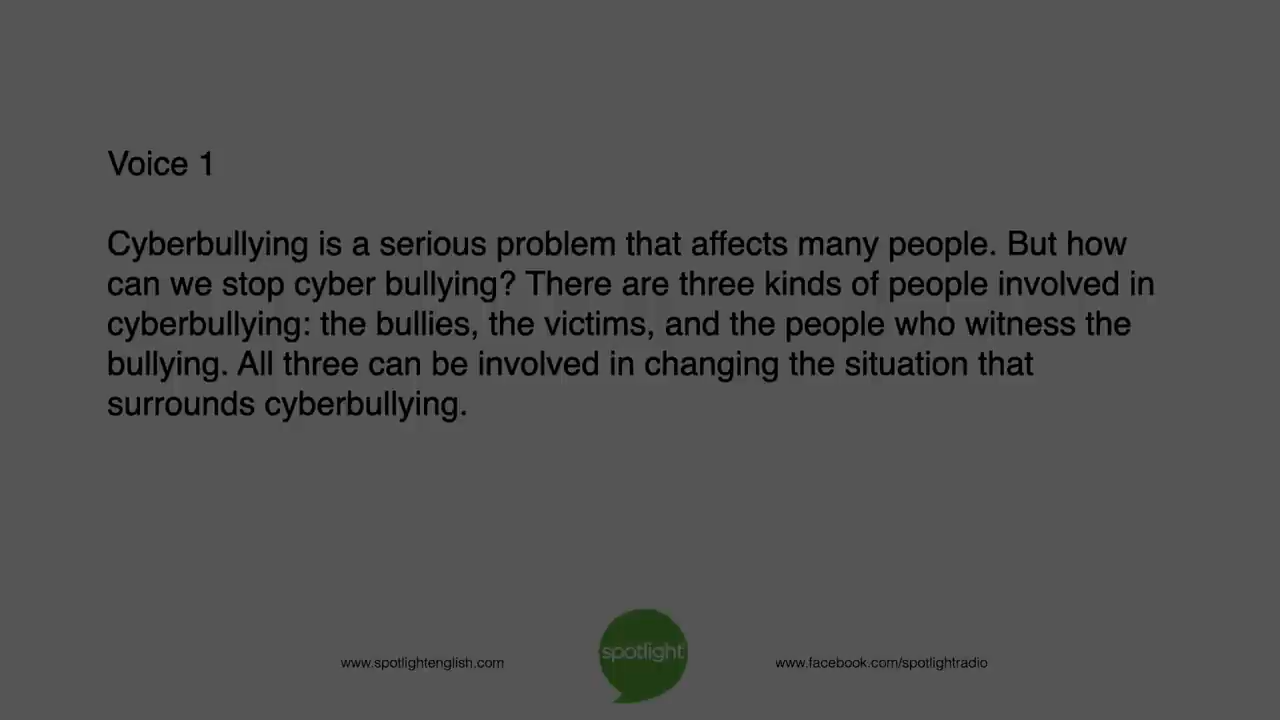 Voice 1
Cyberbullying is a serious problem that affects many people. But how
can we stop cyber bullying? There are three kinds of people involved in
cyberbullying: the bullies, the victims, and the people who witness the
bullying. All three can be involved in changing the situation that
surrounds cyberbullying.
spotlight
www.spotlightenglish.com
www.facebook.com/spotlightradio